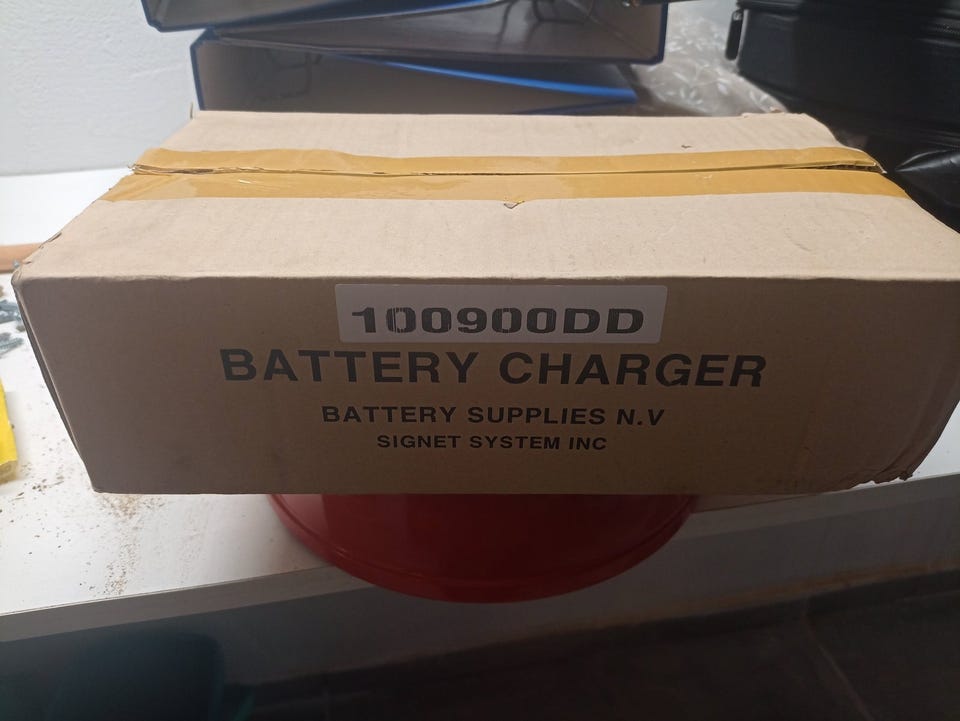 100900DD
BATTERY CHARGER
BATTERY SUPPLIES N.V
SIGNET SYSTEM INC